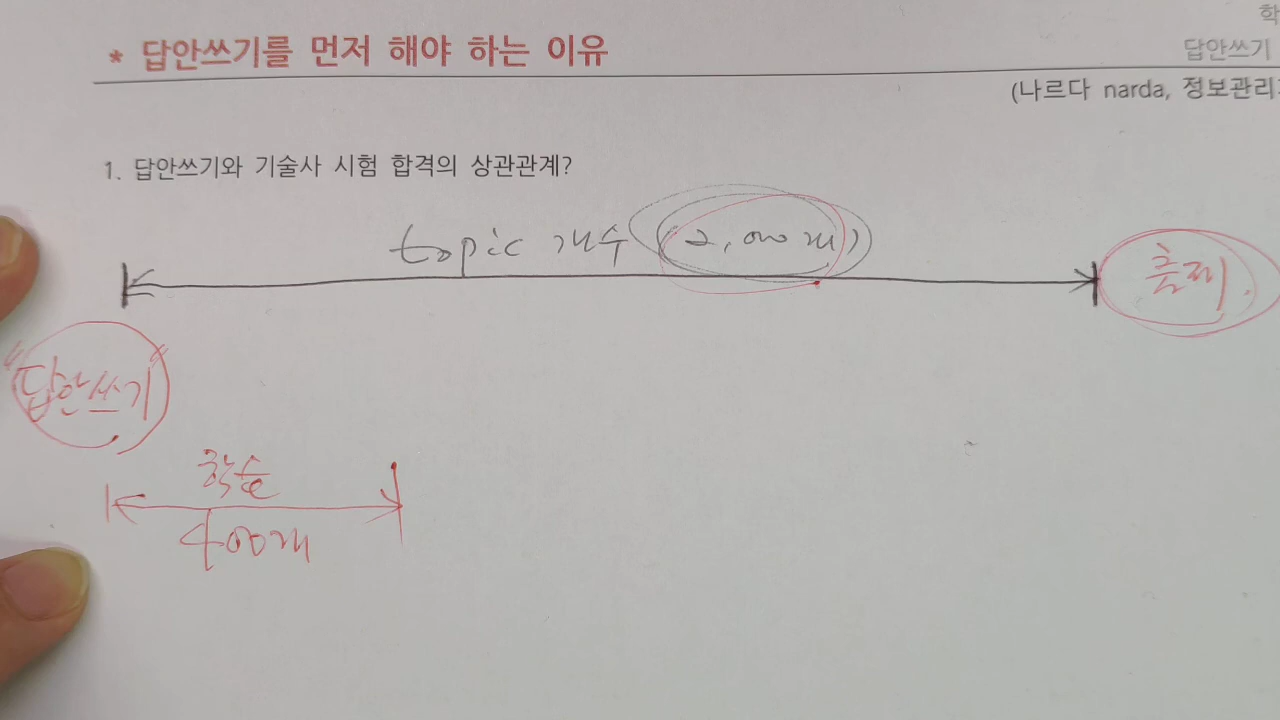 학
* 답안쓰기를 먼저 해야 하는 이유
답안쓰기
(나르다 narda, 정보관리
1. 답안쓰기와 기술사 시험 합격의 상관관계?
topic 개수 (2,000개)
출제.
"답안쓰기"
학습
400개